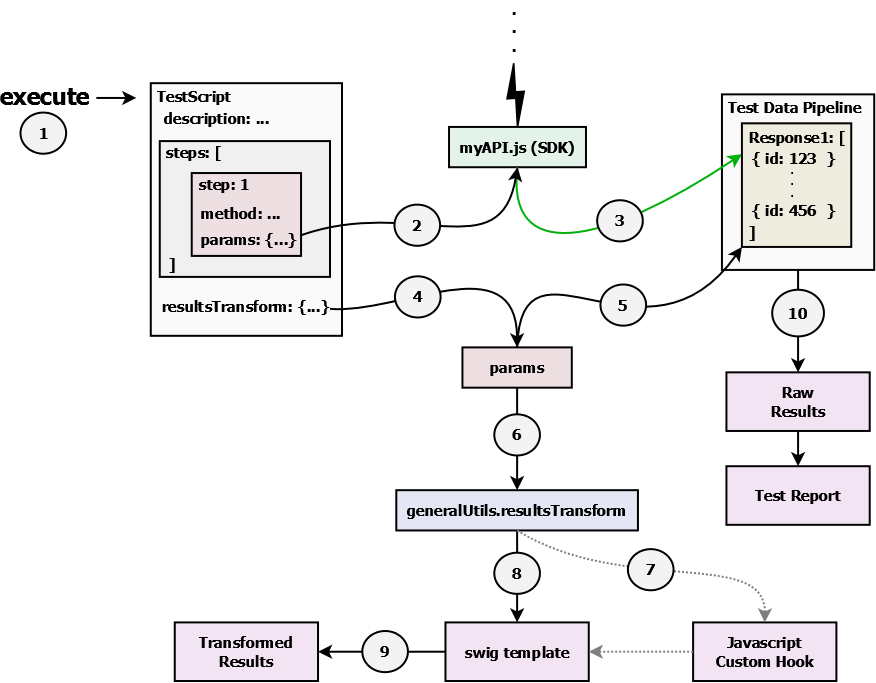 execute
1
TestScript
description: ...
steps: [
step: 1
method: ...
params: {...}
]
resultsTransform: {...}
2
myAPI.js (SDK)
3
Test Data Pipeline
Response1: [
{ id: 123 }
.
.
{ id: 456 }
]
4
5
params
10
Raw
Results
Test Report
6
generalUtils.resultsTransform
8
7
Transformed
Results
9
swig template
Javascript
Custom Hook